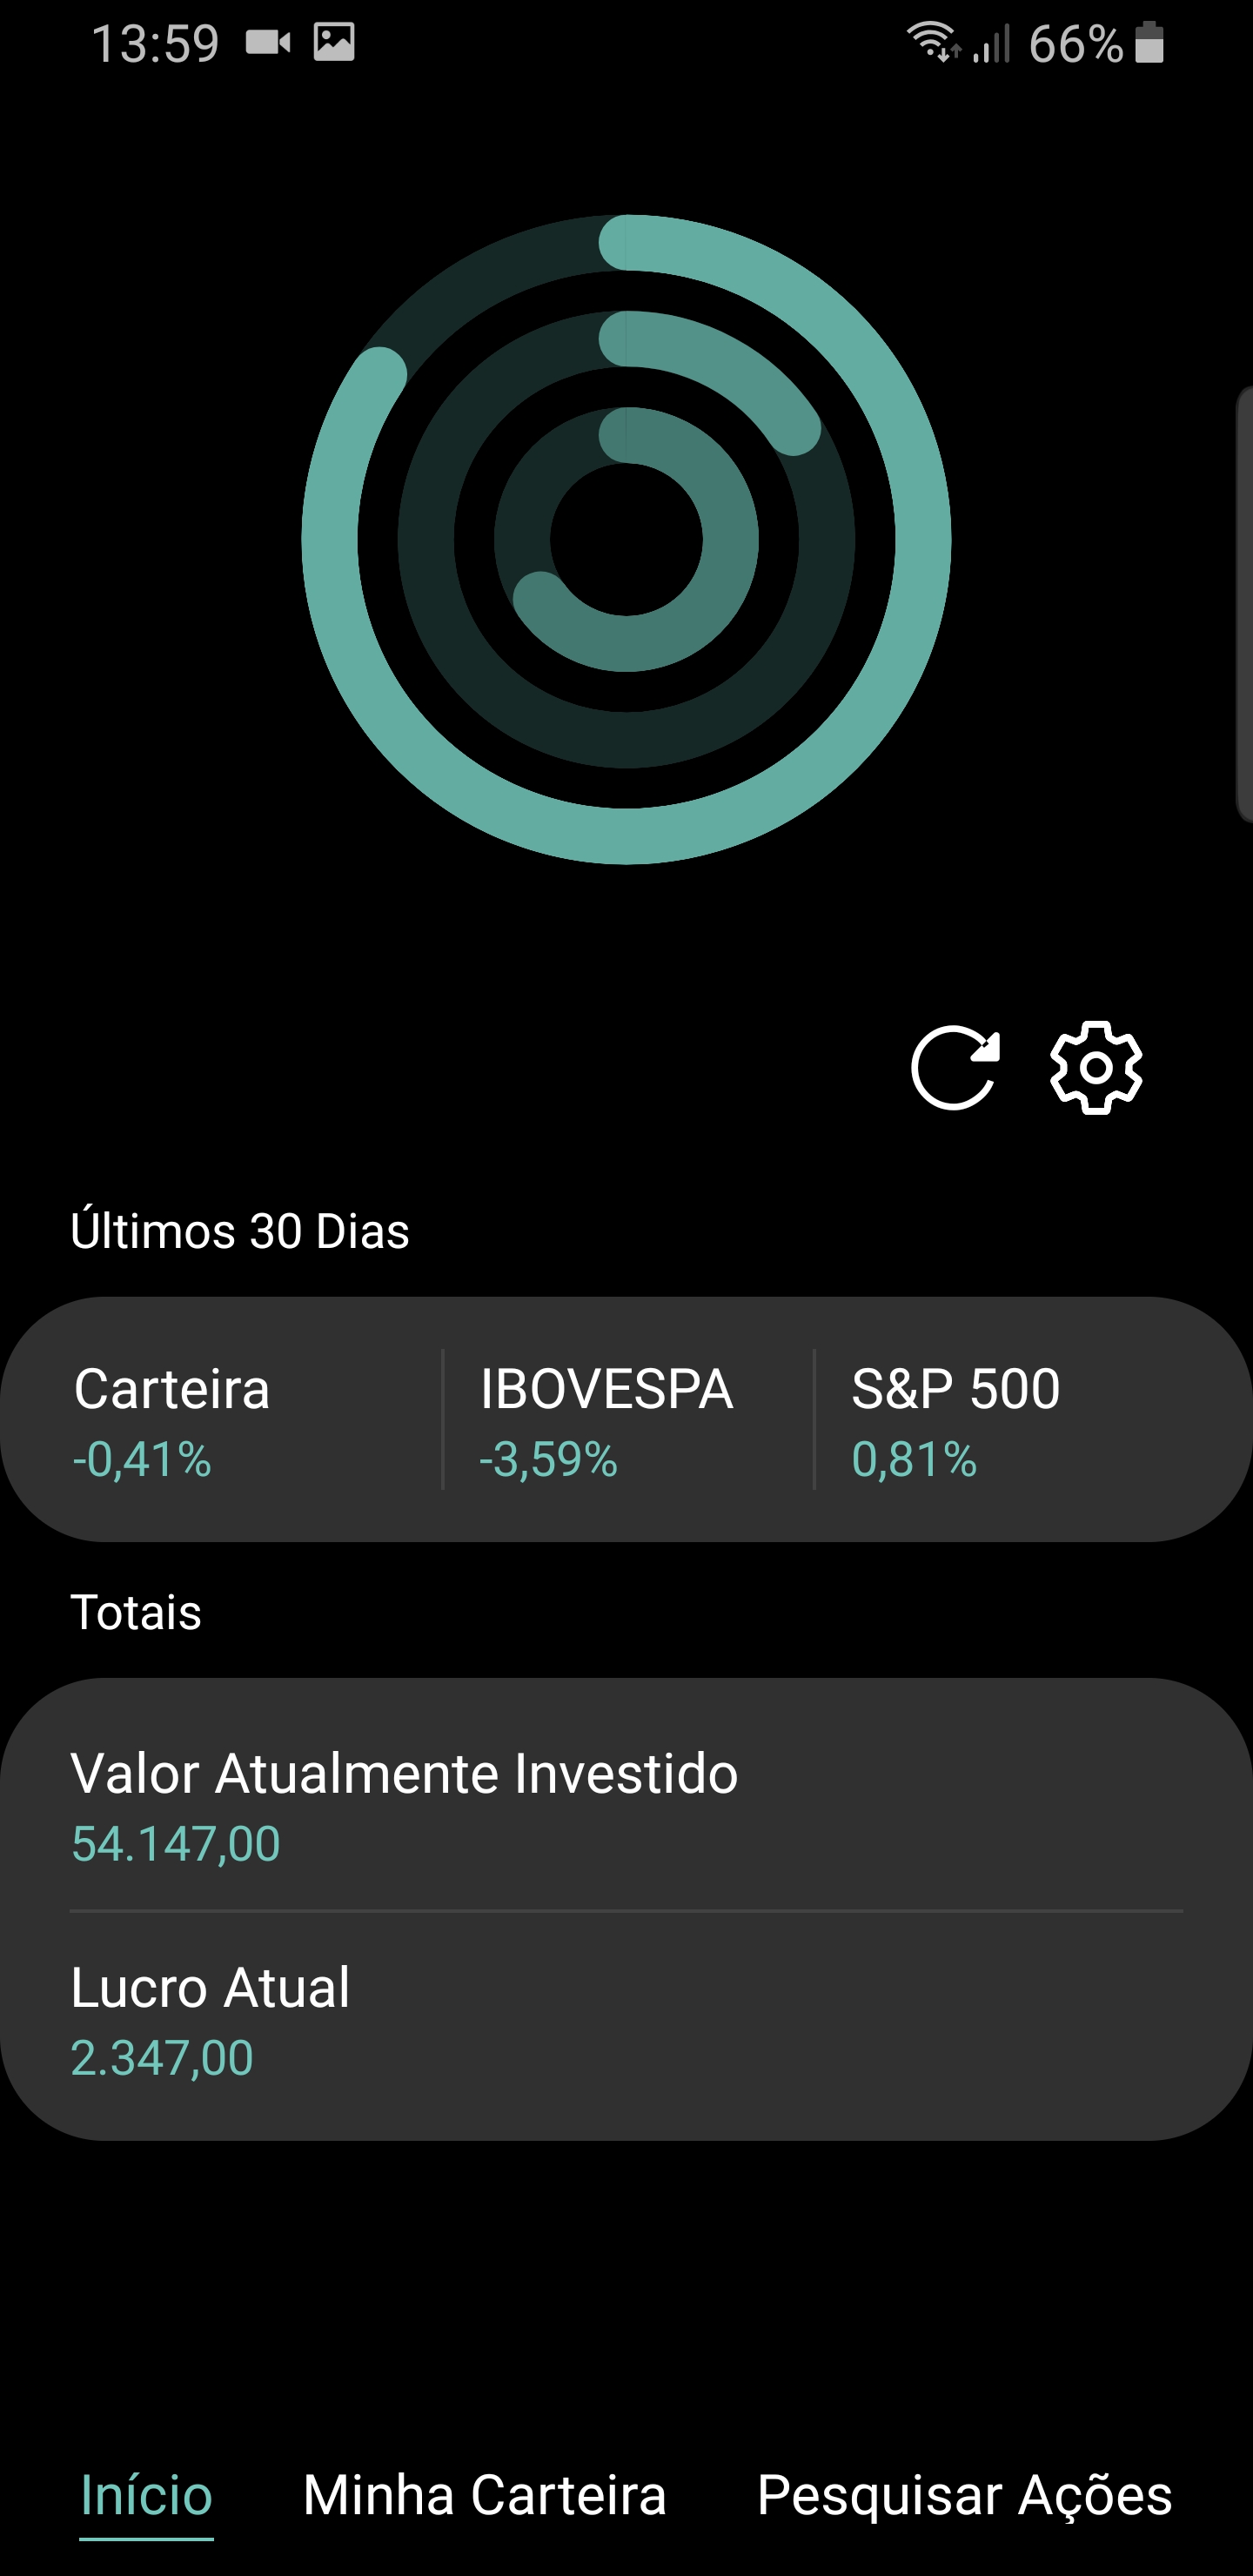 13:59 66%
Últimos 30 Dias
Carteira IBOVESPA S&P 500
-0,41% -3,59% 0,81%
Totais
Valor Atualmente Investido
54.147,00
Lucro Atual
2.347,00
Início Minha Carteira Pesquisar Ações